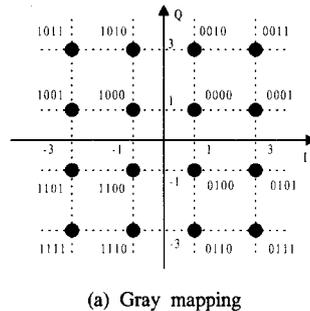 Q
1011 1010 0010 0011
3
1001 1000 0000 0001
1
-3 -1 1 3 I
1101 1100 -1 0100 0101
-3
1111 1110 0110 0111
(a) Gray mapping